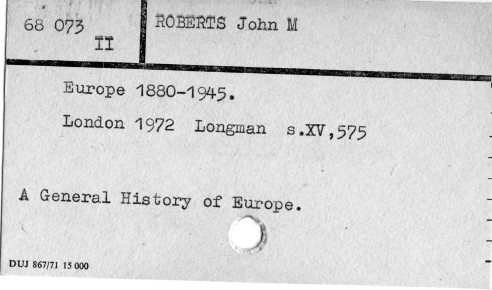 68 073
II
ROBERTS John M
Europe 1880-1945.
London 1972 Longman s.XV,575
A General History of Europe.
DUJ 867/71 15 000